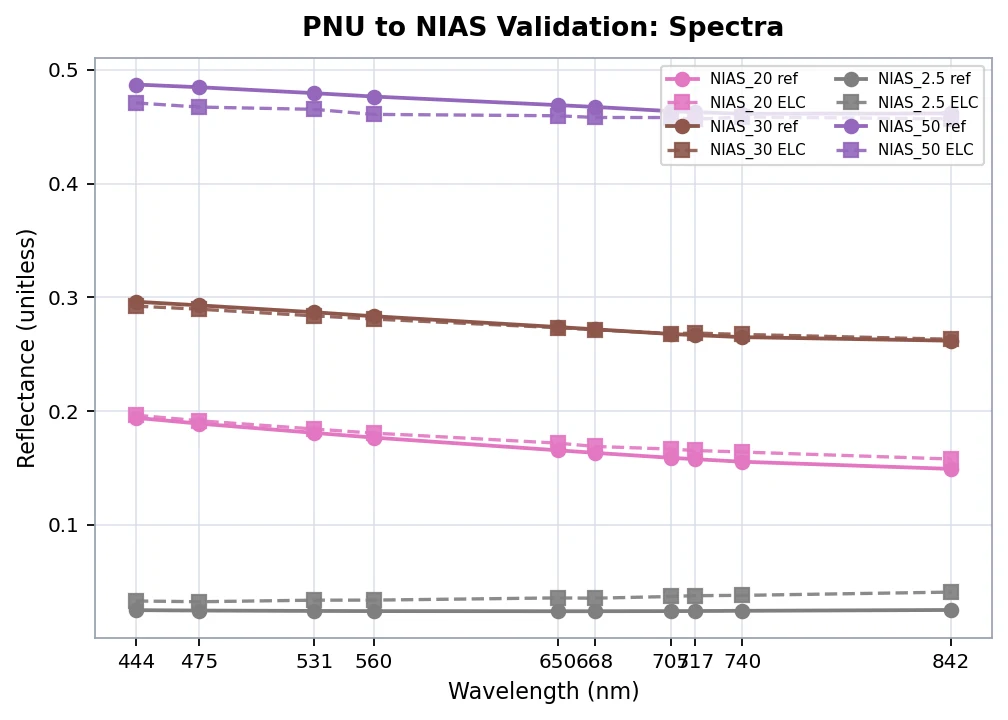 PNU to NIAS Validation: Spectra
NIAS_20 ref
NIAS_20 ELC
NIAS_30 ref
NIAS_30 ELC
NIAS_2.5 ref
NIAS_2.5 ELC
NIAS_50 ref
NIAS_50 ELC
0.5
0.4
0.3
0.2
0.1
Reflectance (unitless)
444 475 531 560 650 668 705 717 740 842
Wavelength (nm)